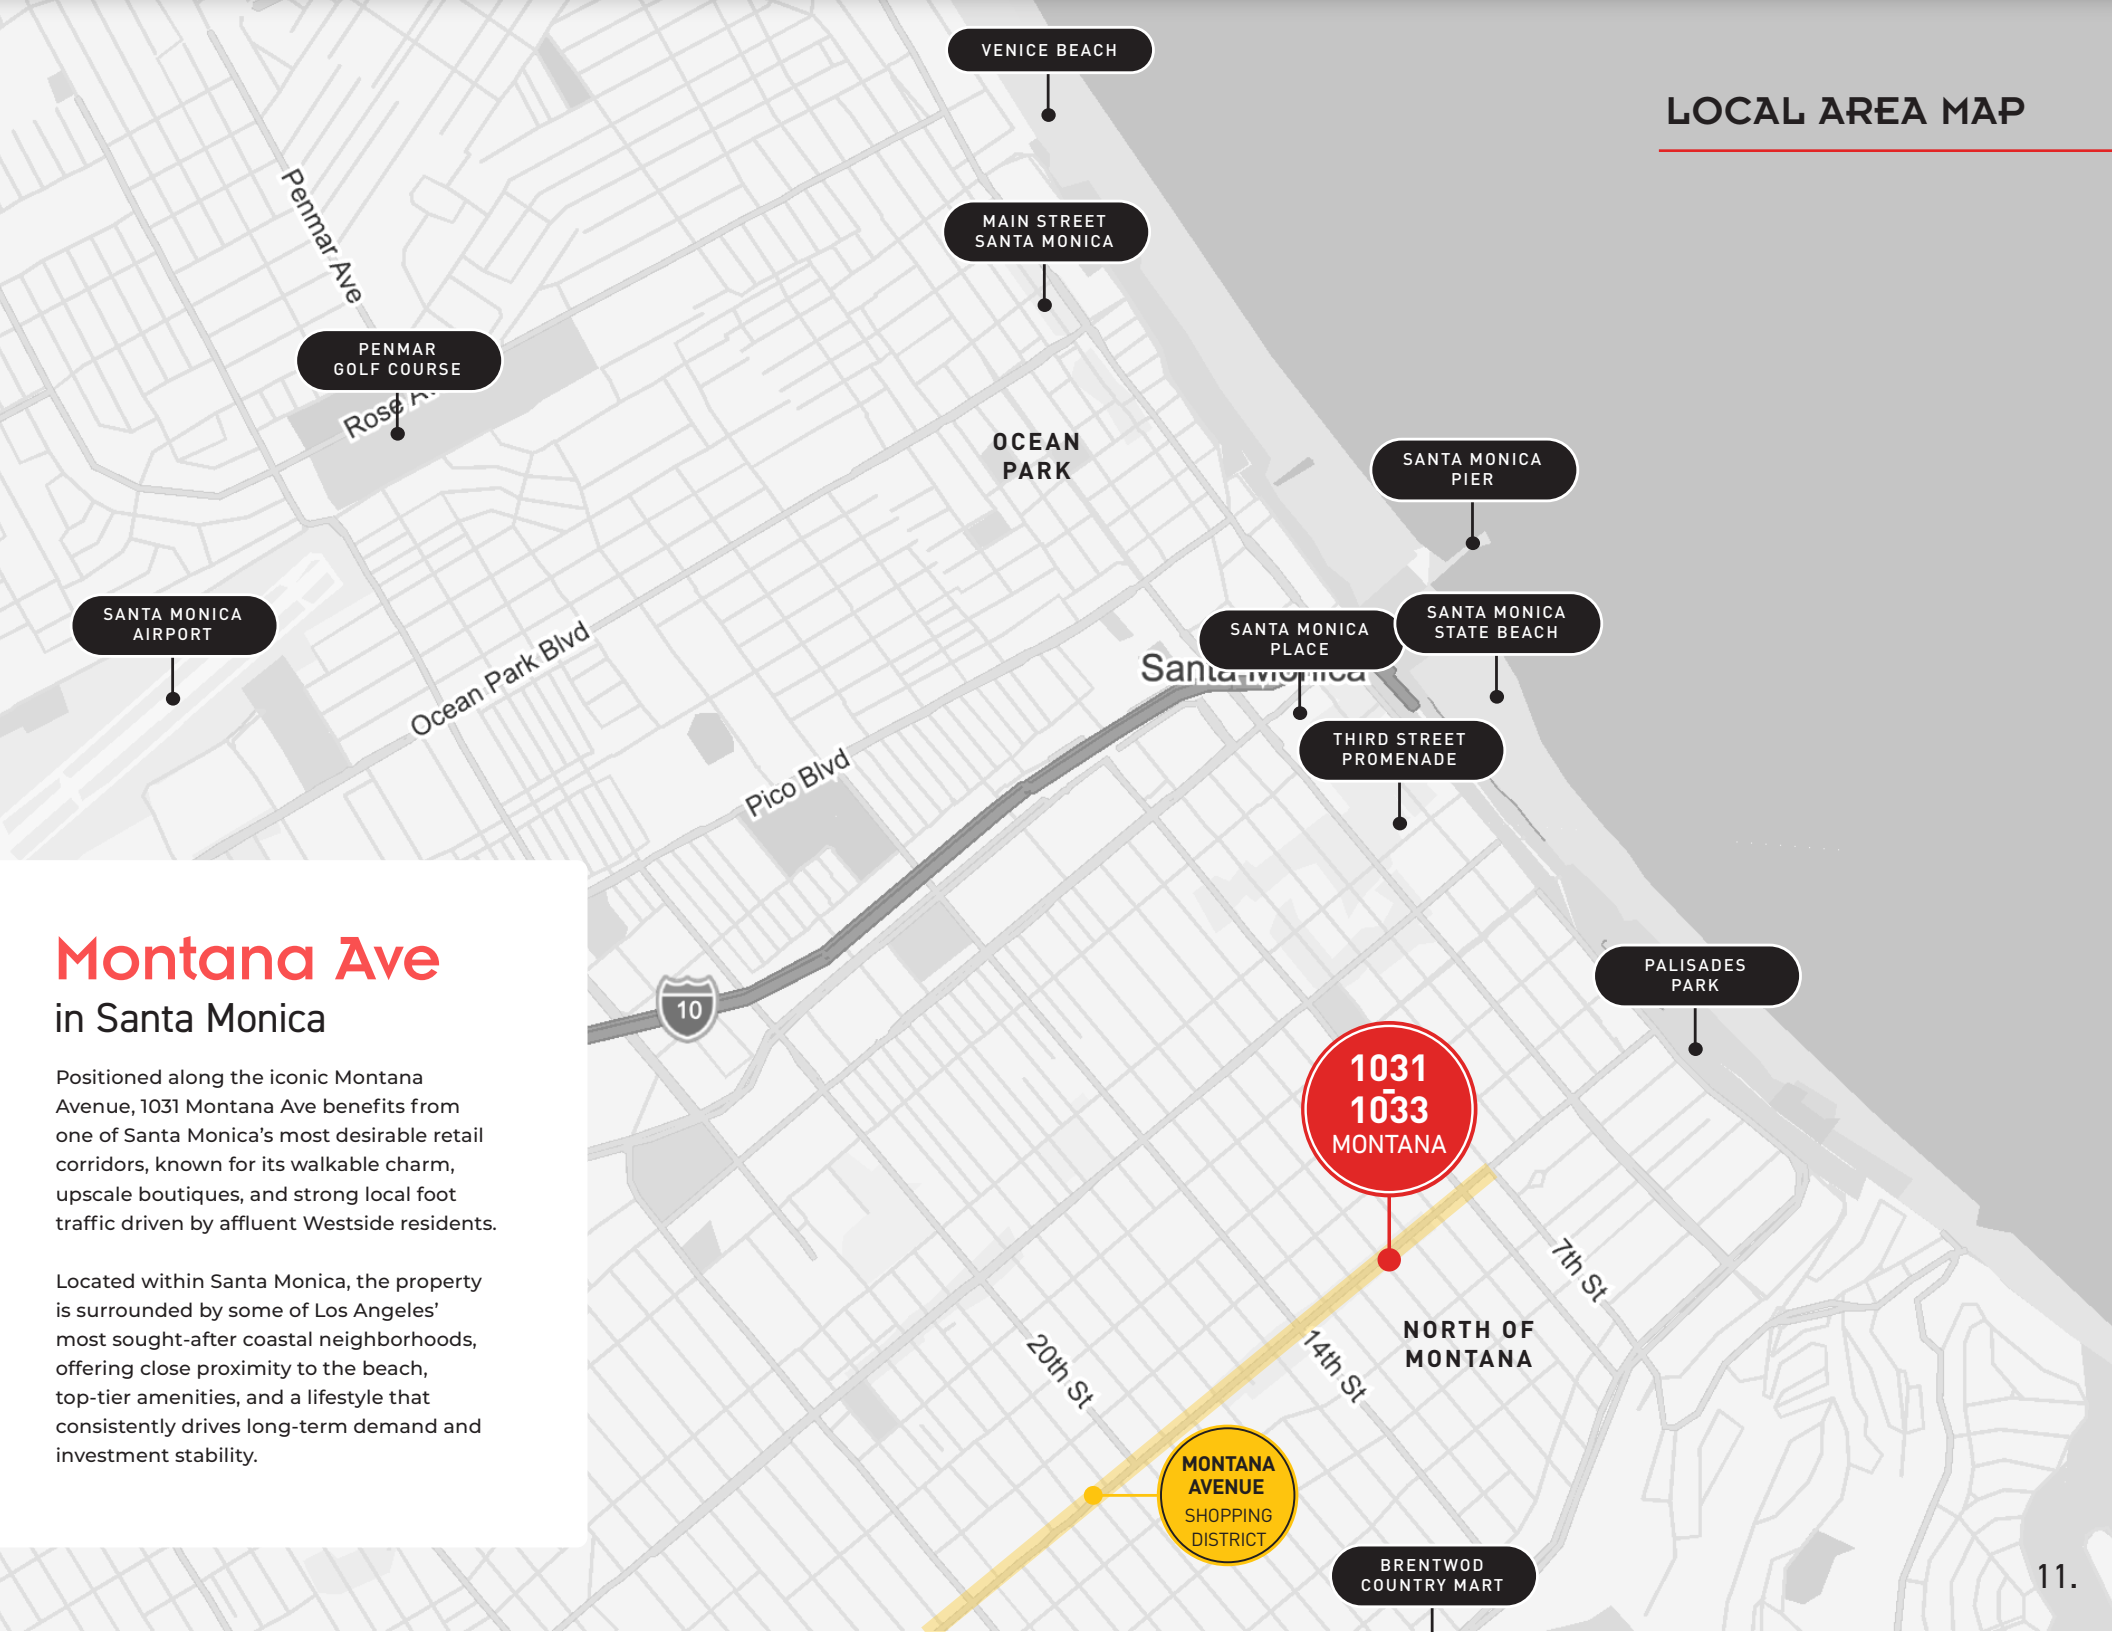 VENICE BEACH
LOCAL AREA MAP
Penmar Ave
MAIN STREET
SANTA MONICA
PENMAR
GOLF COURSE
Rose
OCEAN
PARK
SANTA MONICA
PIER
SANTA MONICA
AIRPORT
Ocean Park Blvd
SANTA MONICA
PLACE
SANTA MONICA
STATE BEACH
Santa Monica
THIRD STREET
PROMENADE
Pico Blvd
Montana Ave
in Santa Monica
Positioned along the iconic Montana
Avenue, 1031 Montana Ave benefits from
one of Santa Monica’s most desirable retail
corridors, known for its walkable charm,
upscale boutiques, and strong local foot
traffic driven by affluent Westside residents.
Located within Santa Monica, the property
is surrounded by some of Los Angeles’
most sought-after coastal neighborhoods,
offering close proximity to the beach,
top-tier amenities, and a lifestyle that
consistently drives long-term demand and
investment stability.
10
PALISADES
PARK
1031
-
1033
MONTANA
7th St
NORTH OF
MONTANA
14th St
20th St
MONTANA
AVENUE
SHOPPING
DISTRICT
BRENTWOD
COUNTRY MART
11.